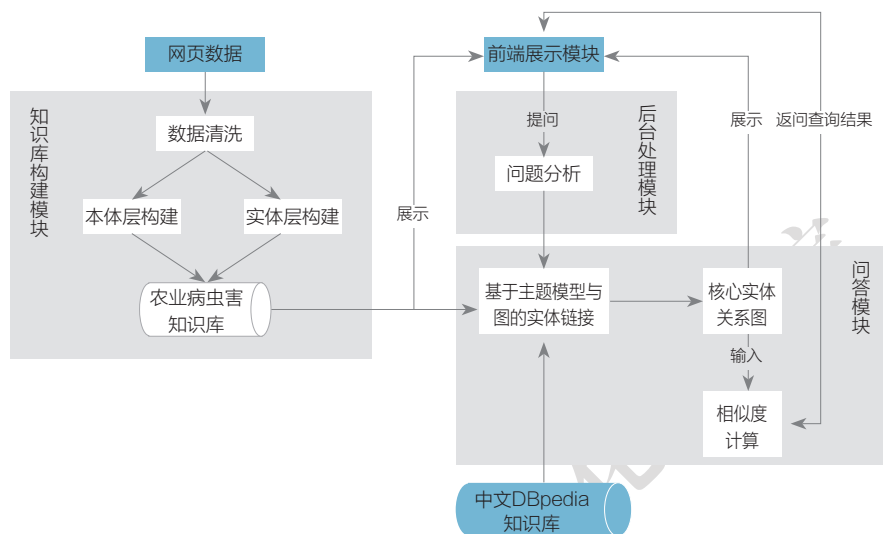 网页数据
前端展示模块
知识库构建模块
数据清洗
本体层构建
实体层构建
农业病虫害
知识库
展示
提问
问题分析
后台处理模块
展示
返问查询结果
基于主题模型与
图的实体链接
核心实体
关系图
问答模块
输入
相似度
计算
中文DBpedia
知识库